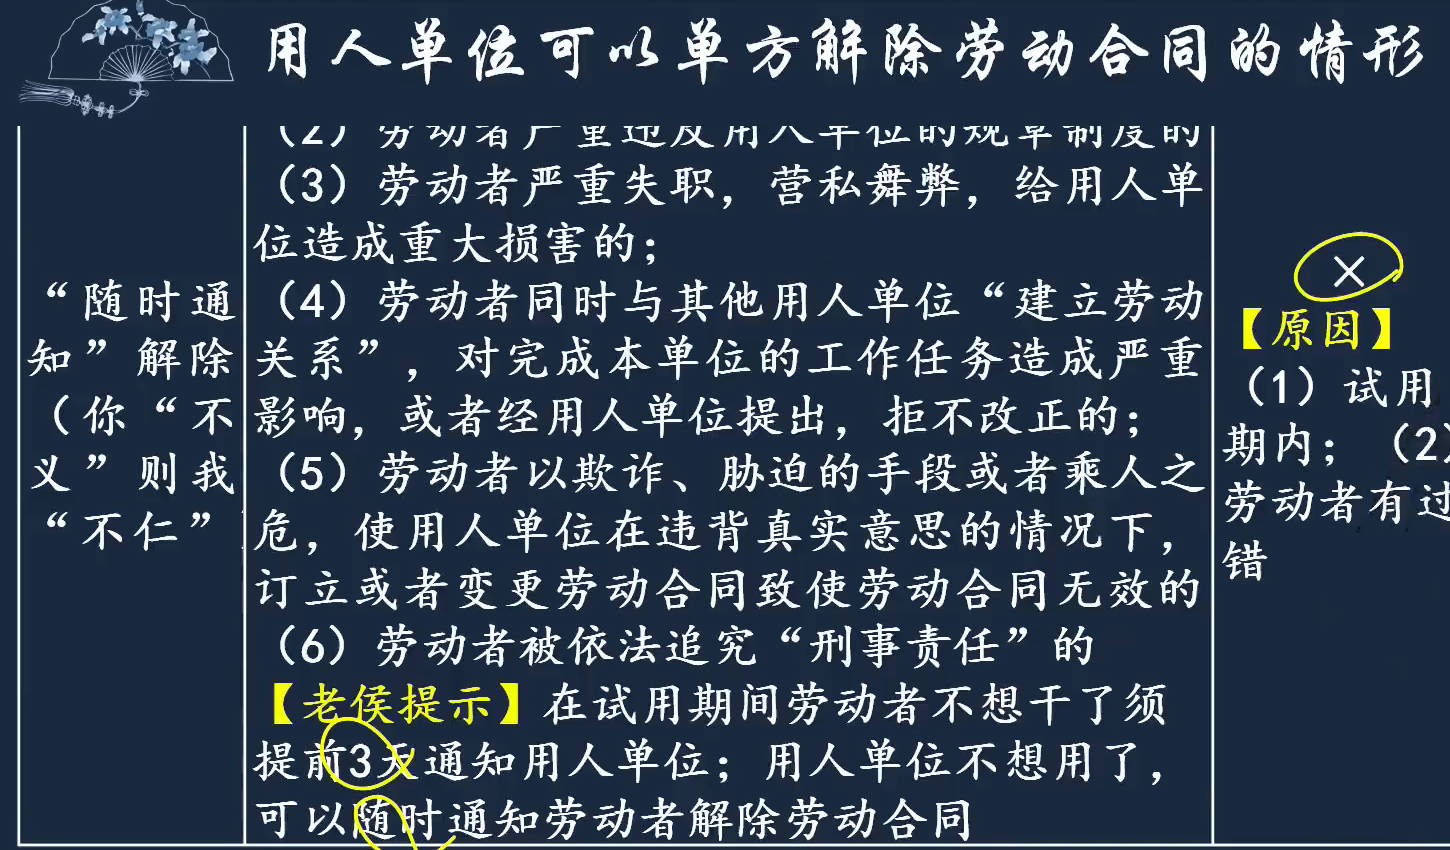 用人单位可以单方解除劳动合同的情形
“随时通
知”解除
（你“不
义”则我
“不仁”
（2）劳动者严重违反用人单位的规章制度的
（3）劳动者严重失职，营私舞弊，给用人单
位造成重大损害的；
（4）劳动者同时与其他用人单位“建立劳动
关系”，对完成本单位的工作任务造成严重
影响，或者经用人单位提出，拒不改正的；
（5）劳动者以欺诈、胁迫的手段或者乘人之
危，使用人单位在违背真实意思的情况下，
订立或者变更劳动合同致使劳动合同无效的
（6）劳动者被依法追究“刑事责任”的
【老侯提示】在试用期间劳动者不想干了须
提前3天通知用人单位；用人单位不想用了，
可以随时通知劳动者解除劳动合同
×
【原因】
（1）试用
期内；（2）
劳动者有过
错